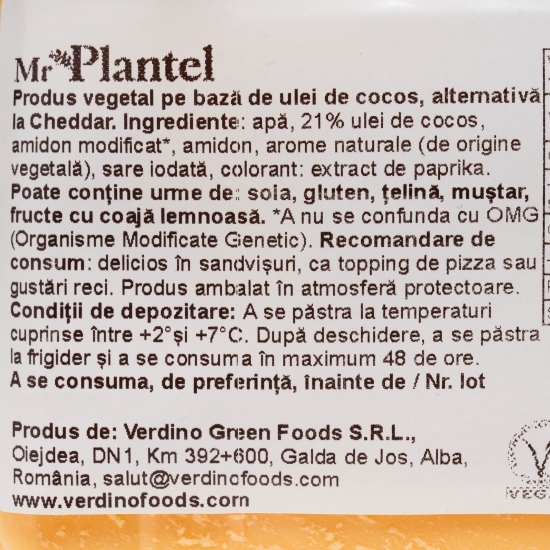 Mr Plantel
Produs vegetal pe bază de ulei de cocos, alternativă
la Cheddar. Ingrediente: apă, 21% ulei de cocos,
amidon modificat*, amidon, arome naturale (de origine
vegetală), sare iodată, colorant: extract de paprika.
Poate conține urme de: soia, gluten, țelină, muștar,
fructe cu coajă lemnoasă. *A nu se confunda cu OMG
(Organisme Modificate Genetic). Recomandare de
consum: delicios în sandvișuri, ca topping de pizza sau
gustări reci. Produs ambalat în atmosferă protectoare.
Condiții de depozitare: A se păstra la temperaturi
cuprinse între +2°și +7°C. După deschidere, a se păstra
la frigider și a se consuma în maximum 48 de ore.
A se consuma, de preferință, înainte de / Nr. lot
Produs de: Verdino Green Foods S.R.L.,
Oiejdea, DN1, Km 392+600, Galda de Jos, Alba,
România, salut@verdinofoods.com
www.verdinofoods.com